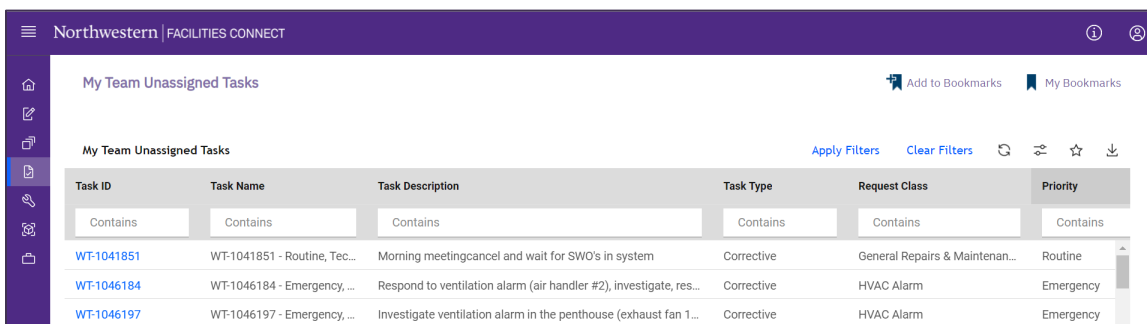 Northwestern | FACILITIES CONNECT
My Team Unassigned Tasks
Add to Bookmarks My Bookmarks
My Team Unassigned Tasks Apply Filters Clear Filters
Task ID Task Name Task Description Task Type Request Class Priority
Contains Contains Contains Contains Contains Contains
WT-1041851 WT-1041851 - Routine, Tec... Morning meetingcancel and wait for SWO's in system Corrective General Repairs & Maintenan... Routine
WT-1046184 WT-1046184 - Emergency, ... Respond to ventilation alarm (air handler #2), investigate, res... Corrective HVAC Alarm Emergency
WT-1046197 WT-1046197 - Emergency, ... Investigate ventilation alarm in the penthouse (exhaust fan 1... Corrective HVAC Alarm Emergency